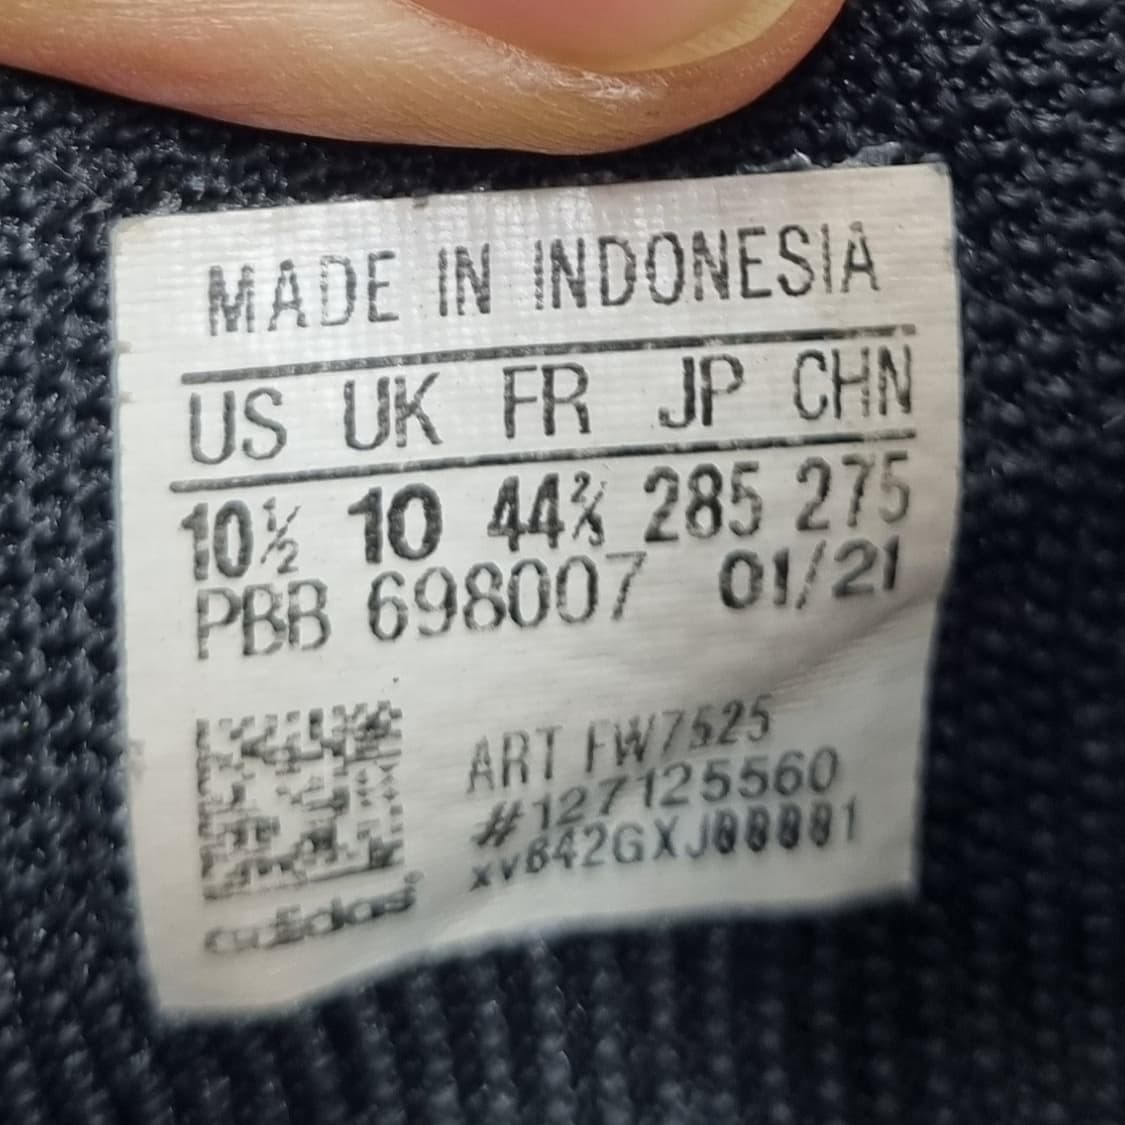 MADE IN INDONESIA
US UK FR JP CHN
10½ 10 44⅔ 285 275
PBB 698007 01/21
ART FW7525
#127125560
adidas